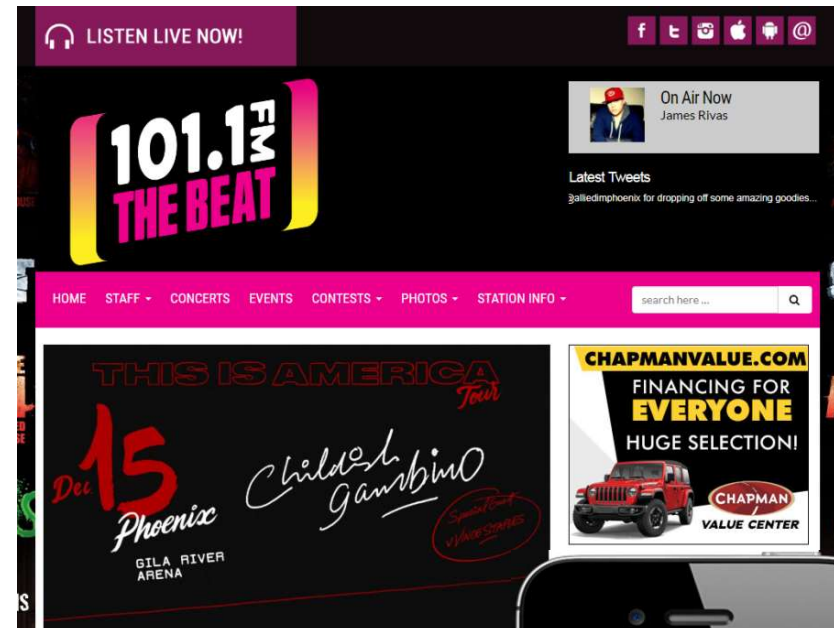 LISTEN LIVE NOW!
f t @
101.1 FM
THE BEAT
On Air Now
James Rivas
Latest Tweets
@alliedimphoenix for dropping off some amazing goodies...
HOME STAFF CONCERTS EVENTS CONTESTS PHOTOS STATION INFO
search here ...
THIS IS AMERICA
Tour
Dec 15
Phoenix
GILA RIVER
ARENA
Childish
gambino
Special Guest
CHAPMANVALUE.COM
FINANCING FOR
EVERYONE
HUGE SELECTION!
CHAPMAN
VALUE CENTER